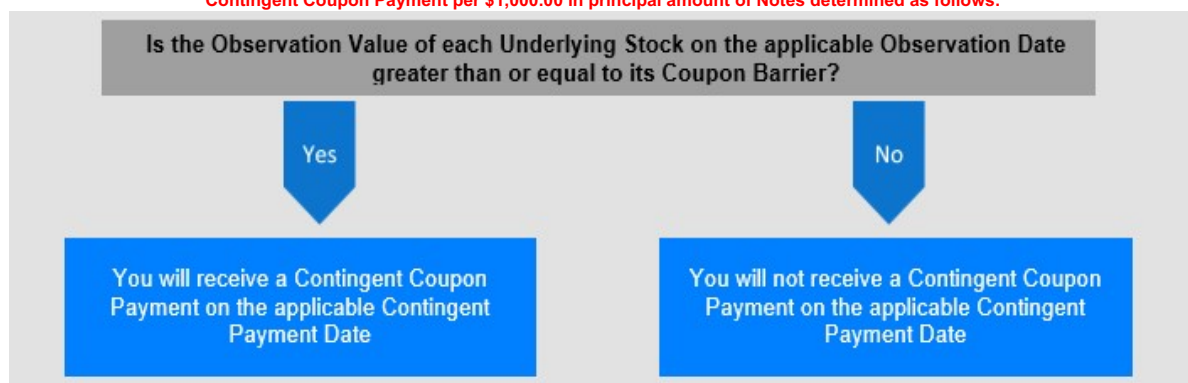 Contingent Coupon Payment per $1,000.00 in principal amount of Notes determined as follows:
Is the Observation Value of each Underlying Stock on the applicable Observation Date
greater than or equal to its Coupon Barrier?
Yes
No
You will receive a Contingent Coupon
Payment on the applicable Contingent
Payment Date
You will not receive a Contingent Coupon
Payment on the applicable Contingent
Payment Date